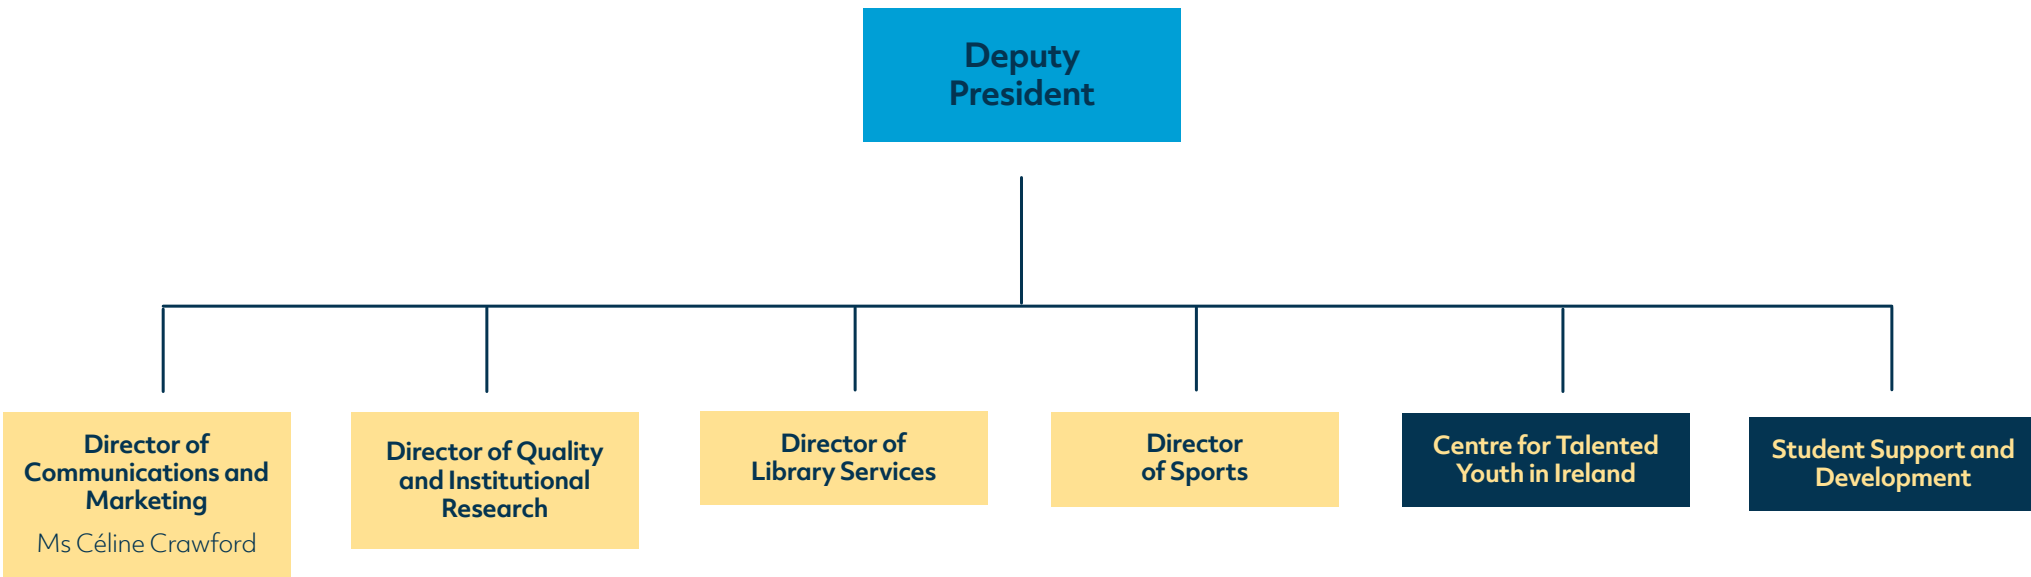 Deputy
President
Director of
Communications and
Marketing
Ms Céline Crawford
Director of Quality
and Institutional
Research
Director of
Library Services
Director
of Sports
Centre for Talented
Youth in Ireland
Student Support and
Development